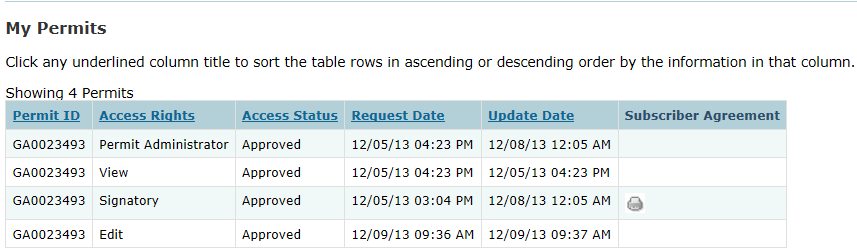 My Permits
Click any underlined column title to sort the table rows in ascending or descending order by the information in that column.
Showing 4 Permits
Permit ID Access Rights Access Status Request Date Update Date Subscriber Agreement
GA0023493 Permit Administrator Approved 12/05/13 04:23 PM 12/08/13 12:05 AM
GA0023493 View Approved 12/05/13 04:23 PM 12/05/13 04:23 PM
GA0023493 Signatory Approved 12/05/13 03:04 PM 12/08/13 12:05 AM
GA0023493 Edit Approved 12/09/13 09:36 AM 12/09/13 09:37 AM